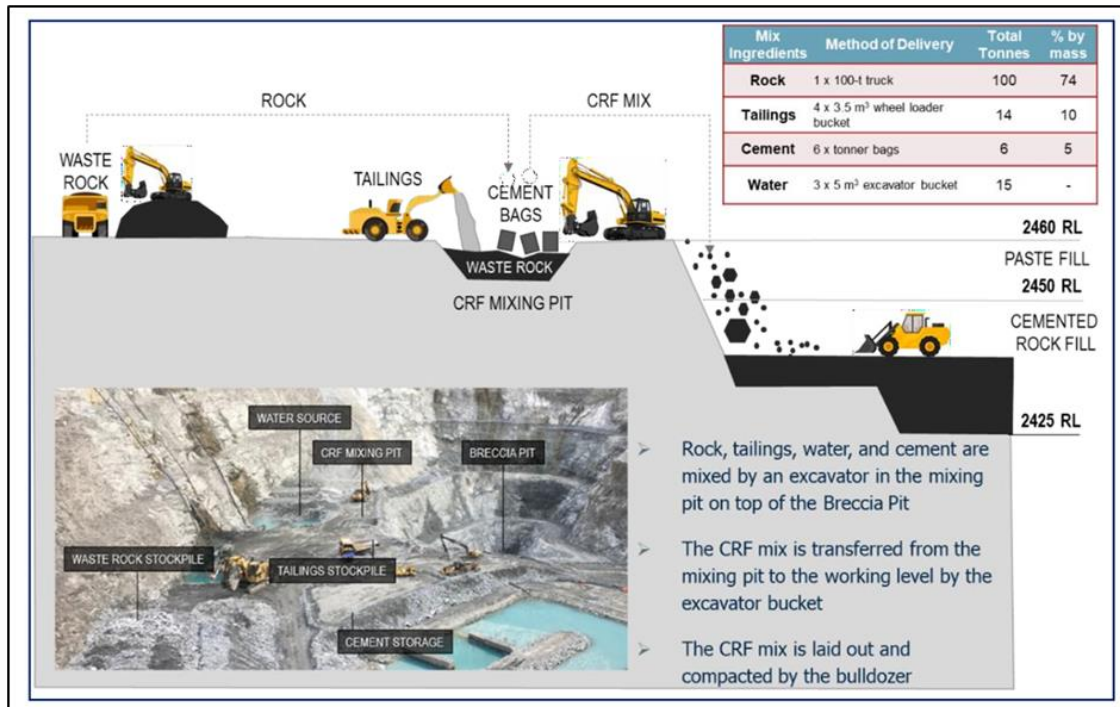 Mix Ingredients Method of Delivery Total Tonnes % by mass
Rock 1 x 100-t truck 100 74
Tailings 4 x 3.5 m³ wheel loader bucket 14 10
Cement 6 x tonner bags 6 5
Water 3 x 5 m³ excavator bucket 15 -
ROCK
CRF MIX
WASTE
ROCK
TAILINGS
CEMENT
BAGS
WASTE ROCK
CRF MIXING PIT
2460 RL
PASTE FILL
2450 RL
CEMENTED
ROCK FILL
2425 RL
WATER SOURCE
CRF MIXING PIT
BRECCIA PIT
WASTE ROCK STOCKPILE
TAILINGS STOCKPILE
CEMENT STORAGE
➢ Rock, tailings, water, and cement are
mixed by an excavator in the mixing
pit on top of the Breccia Pit
➢ The CRF mix is transferred from the
mixing pit to the working level by the
excavator bucket
➢ The CRF mix is laid out and
compacted by the bulldozer